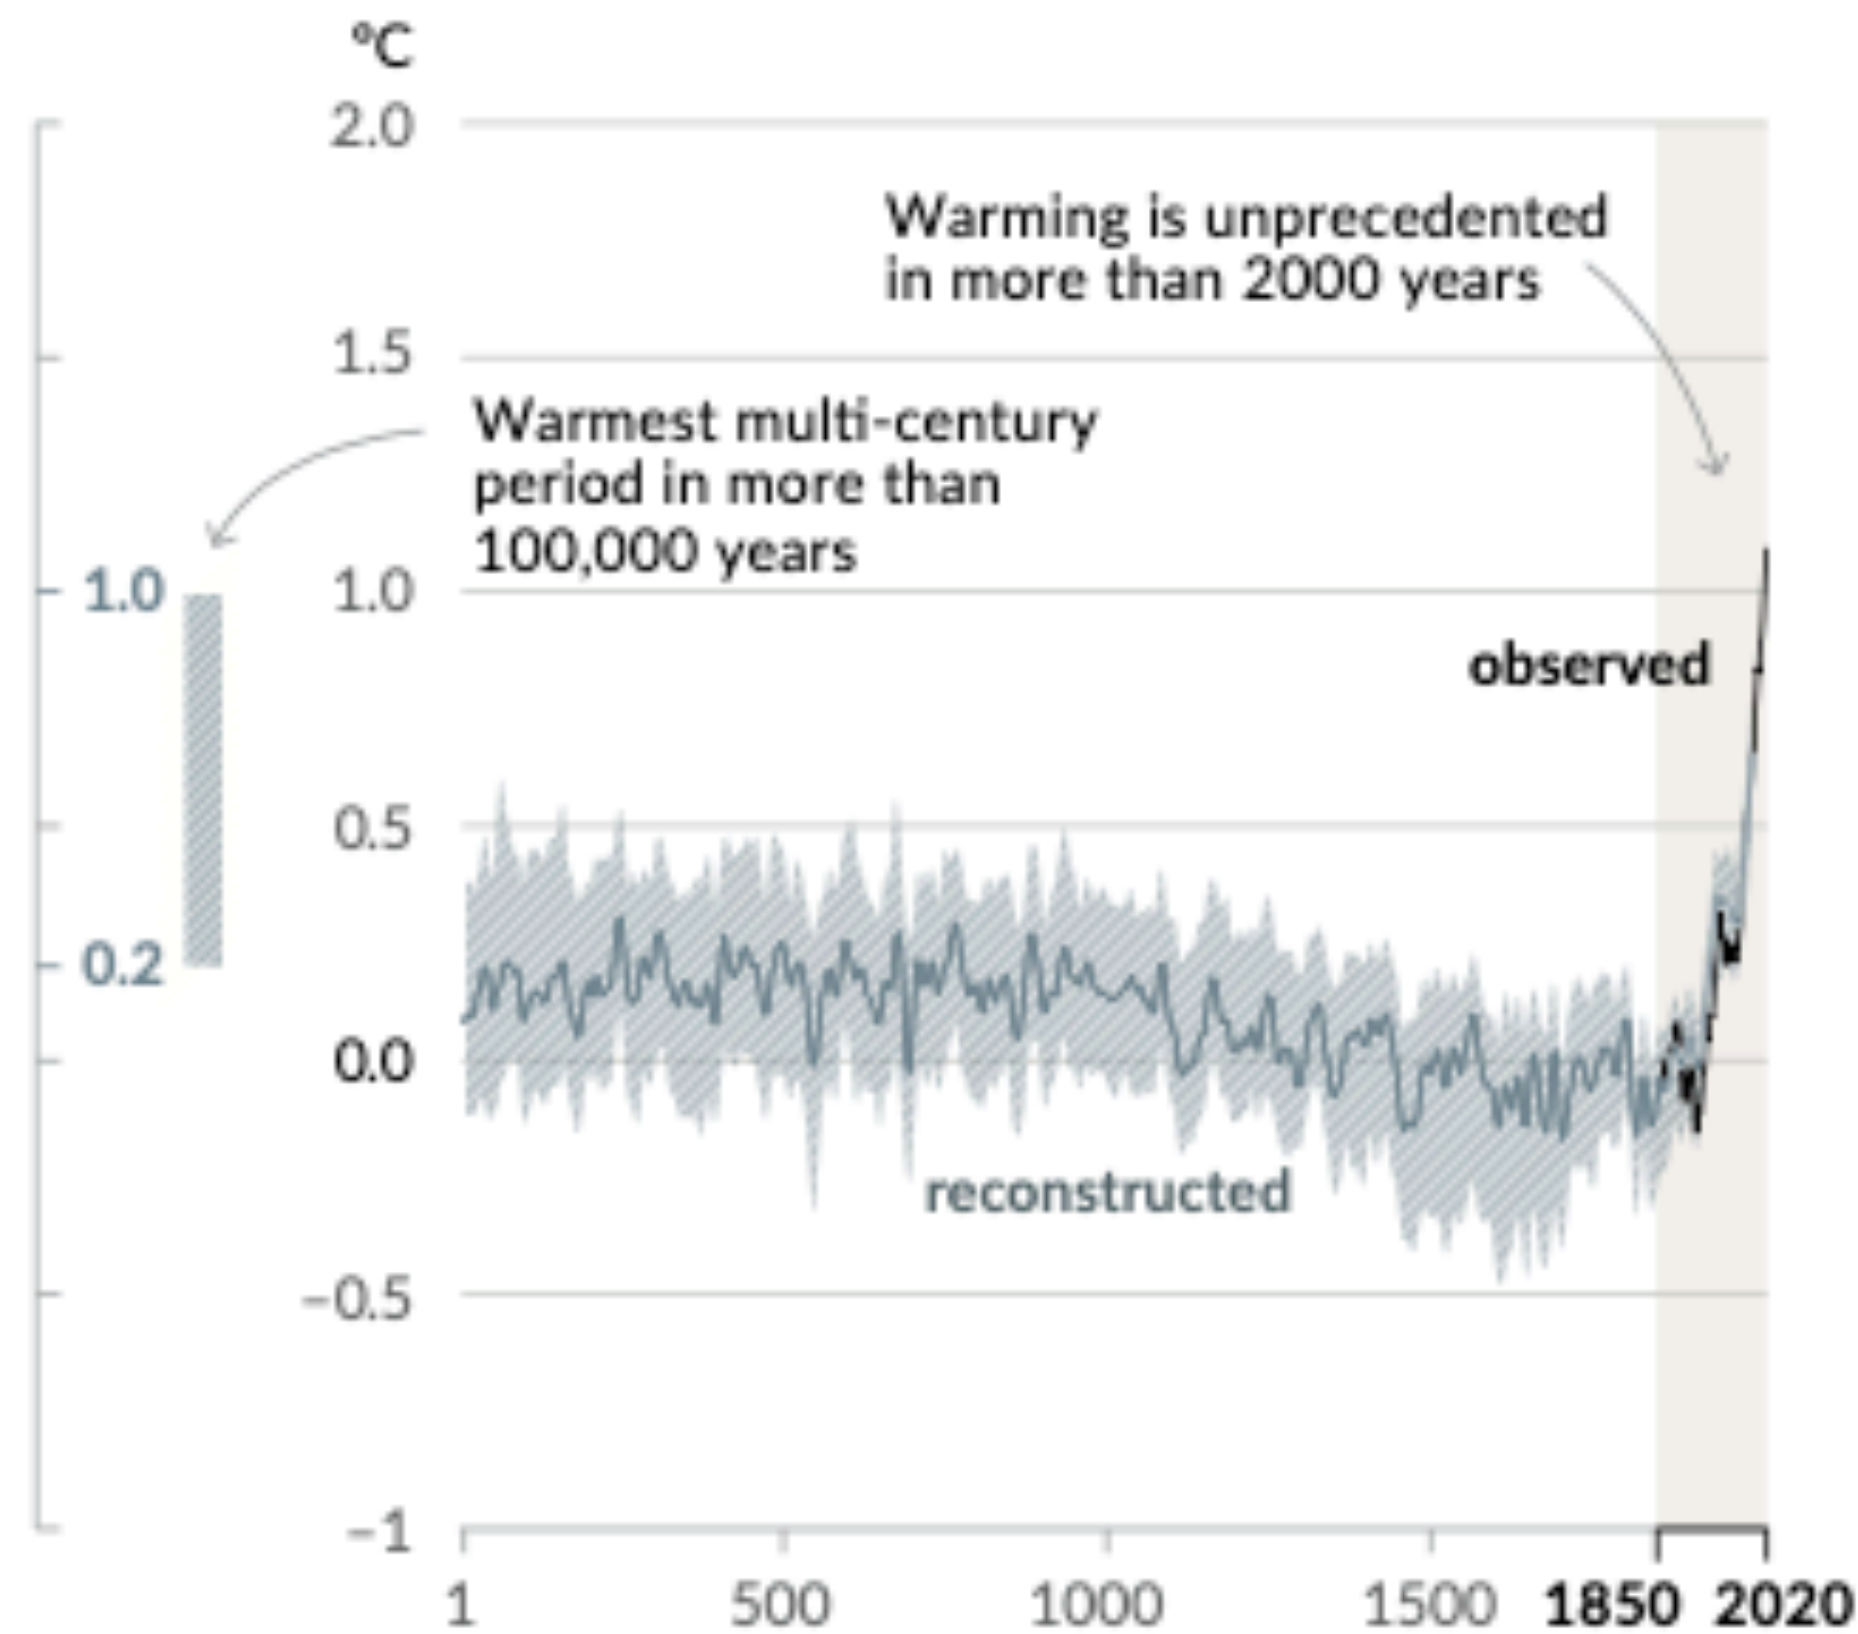 °C
2.0
Warming is unprecedented
in more than 2000 years
1.5
Warmest multi-century
period in more than
100,000 years
1.0
1.0
observed
0.5
0.2
0.0
reconstructed
−0.5
−1
1 500 1000 1500 1850 2020